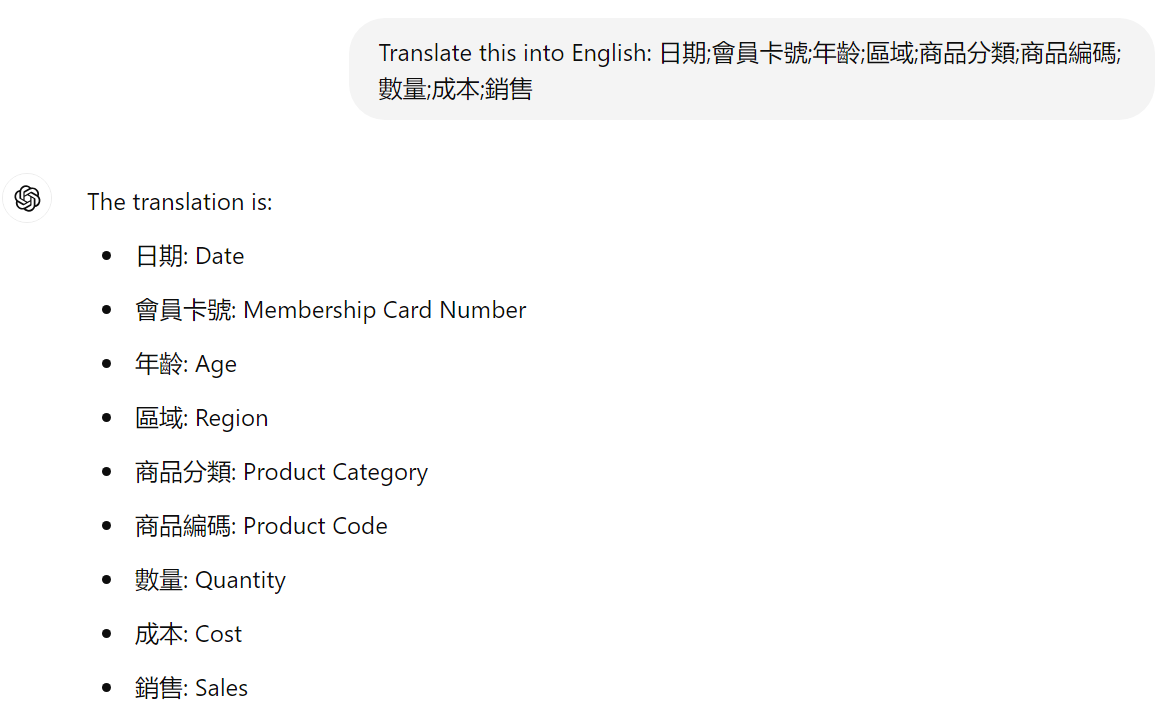 Translate this into English: 日期;會員卡號;年齡;區域;商品分類;商品編碼;
數量;成本;銷售
The translation is:
日期: Date
會員卡號: Membership Card Number
年齡: Age
區域: Region
商品分類: Product Category
商品編碼: Product Code
數量: Quantity
成本: Cost
銷售: Sales